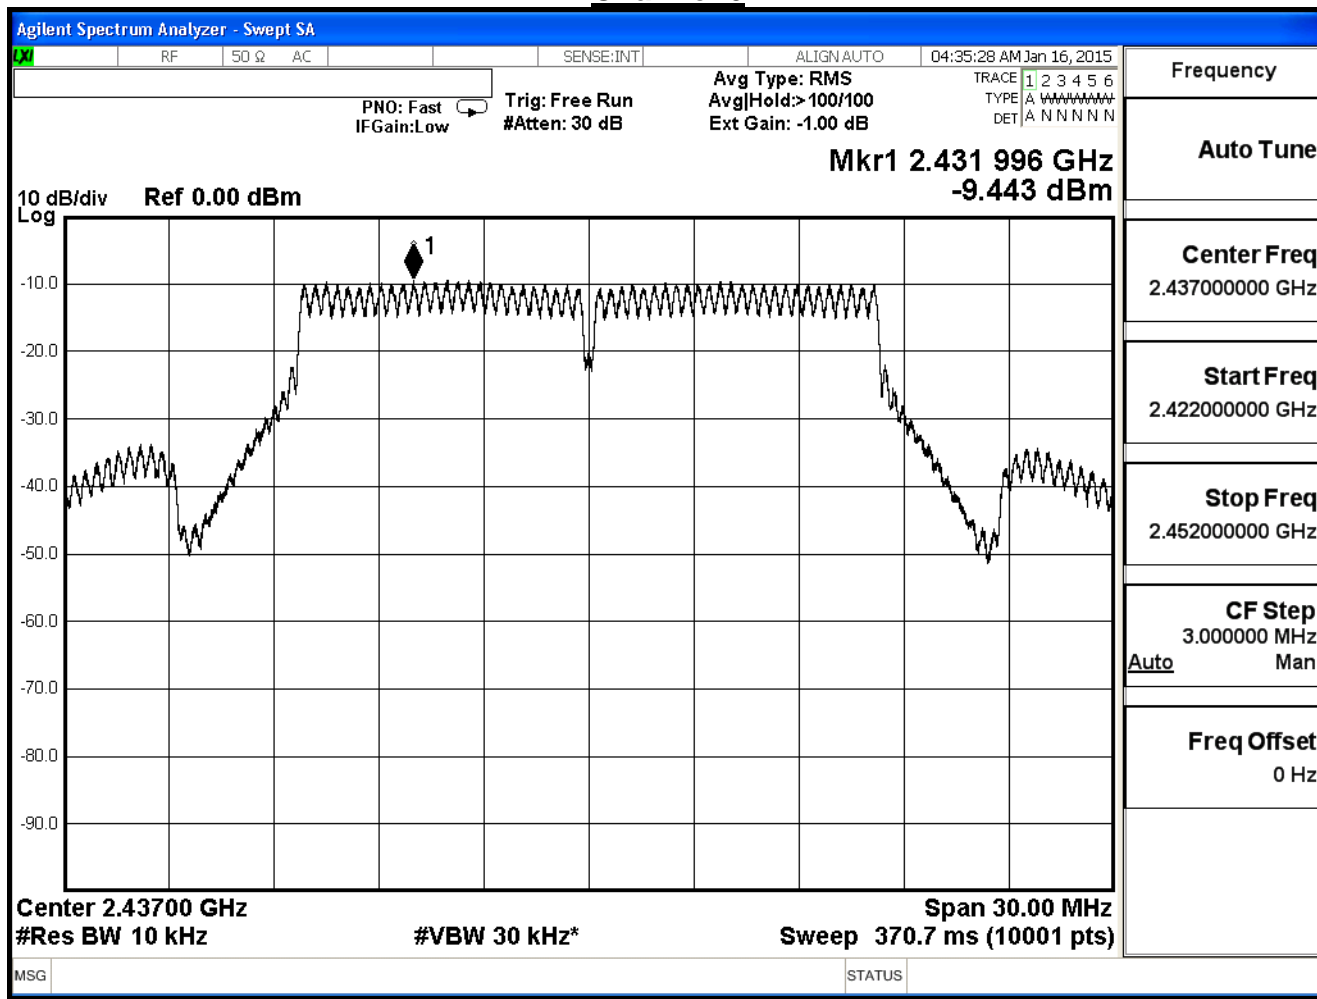 Agilent Spectrum Analyzer - Swept SA
LXI RF 50 Ω AC SENSE:INT ALIGN AUTO 04:35:28 AM Jan 16, 2015
PNO: Fast
IFGain:Low
Trig: Free Run
#Atten: 30 dB
Avg Type: RMS
Avg|Hold:>100/100
Ext Gain: -1.00 dB
TRACE 1 2 3 4 5 6
TYPE A
DET A N N N N N
Mkr1 2.431 996 GHz
-9.443 dBm
10 dB/div Ref 0.00 dBm
Log
1
-10.0
-20.0
-30.0
-40.0
-50.0
-60.0
-70.0
-80.0
-90.0
Center 2.43700 GHz Span 30.00 MHz
#Res BW 10 kHz #VBW 30 kHz* Sweep 370.7 ms (10001 pts)
MSG STATUS
Frequency
Auto Tune
Center Freq
2.437000000 GHz
Start Freq
2.422000000 GHz
Stop Freq
2.452000000 GHz
CF Step
3.000000 MHz
Auto Man
Freq Offset
0 Hz